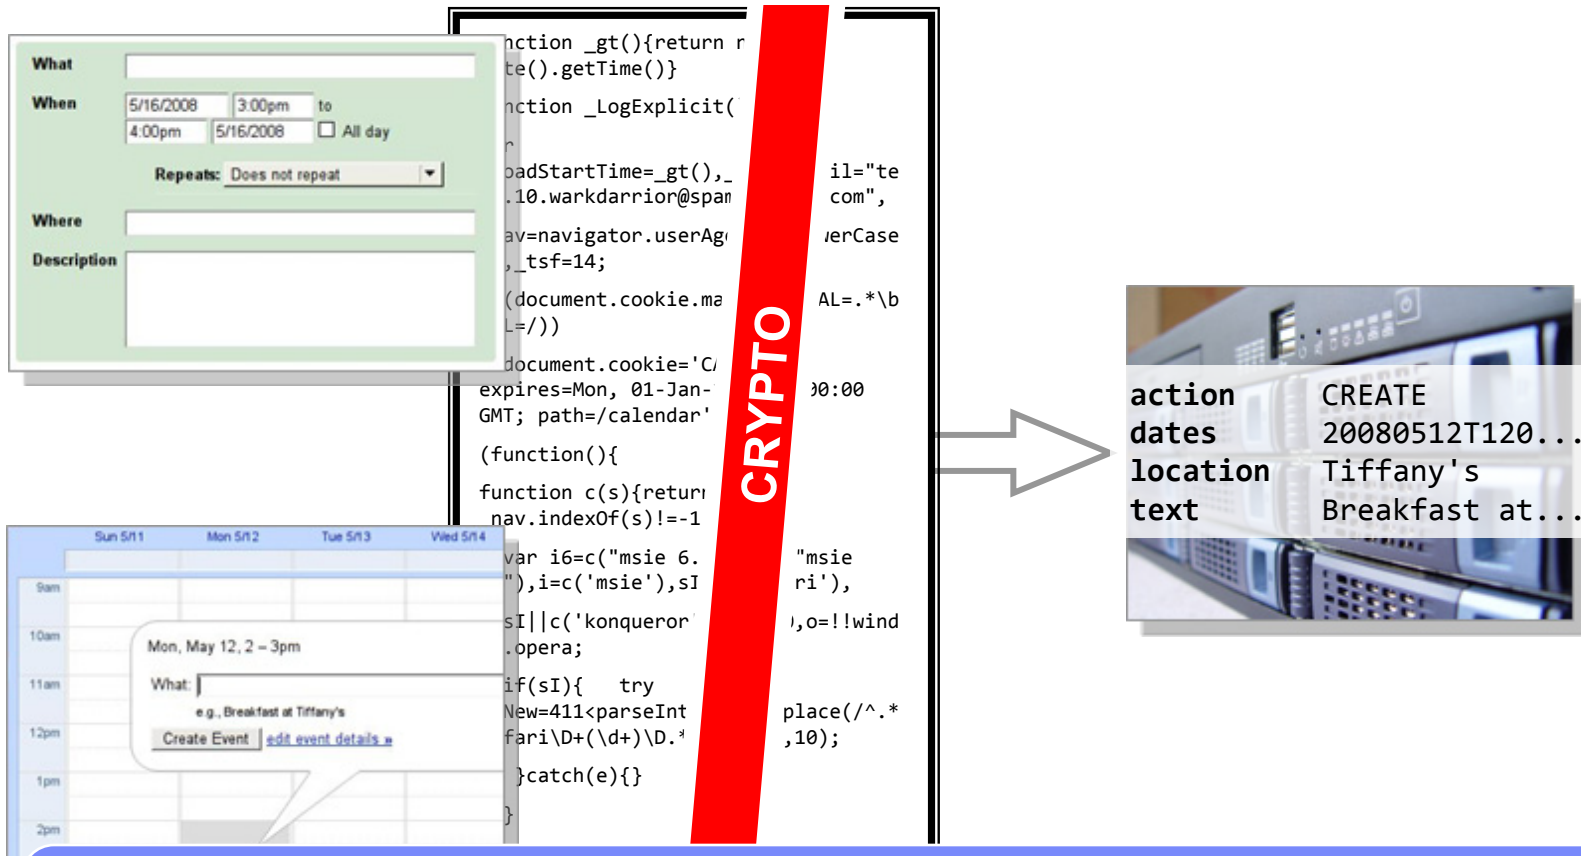 What
When
5/16/2008 3:00pm to
4:00pm 5/16/2008 All day
Repeats: Does not repeat
Where
Description
nction _gt(){return
te().getTime()}
nction _LogExplicit(
oadStartTime=_gt(),_ il="te
.10.warkdarrior@spam com",
av=navigator.userAg werCase
,_tsf=14;
(document.cookie.ma AL=.*\b
L=/))
document.cookie='CA
expires=Mon, 01-Jan- 00:00
GMT; path=/calendar'
(function(){
function c(s){return
nav.indexOf(s)!=-1
var i6=c("msie 6. "msie
"),i=c('msie'),sI ri'),
sI||c('konqueror' ),o=!!wind
.opera;
if(sI){ try
New=411<parseInt place(/^.*
fari\D+(\d+)\D.* ,10);
}catch(e){}
}
CRYPTO
action CREATE
dates 20080512T120...
location Tiffany's
text Breakfast at...
Sun 5/11 Mon 5/12 Tue 5/13 Wed 5/14
9am
10am
11am
12pm
1pm
2pm
Mon, May 12, 2 – 3pm
What:
e.g., Breakfast at Tiffany's
Create Event edit event details »